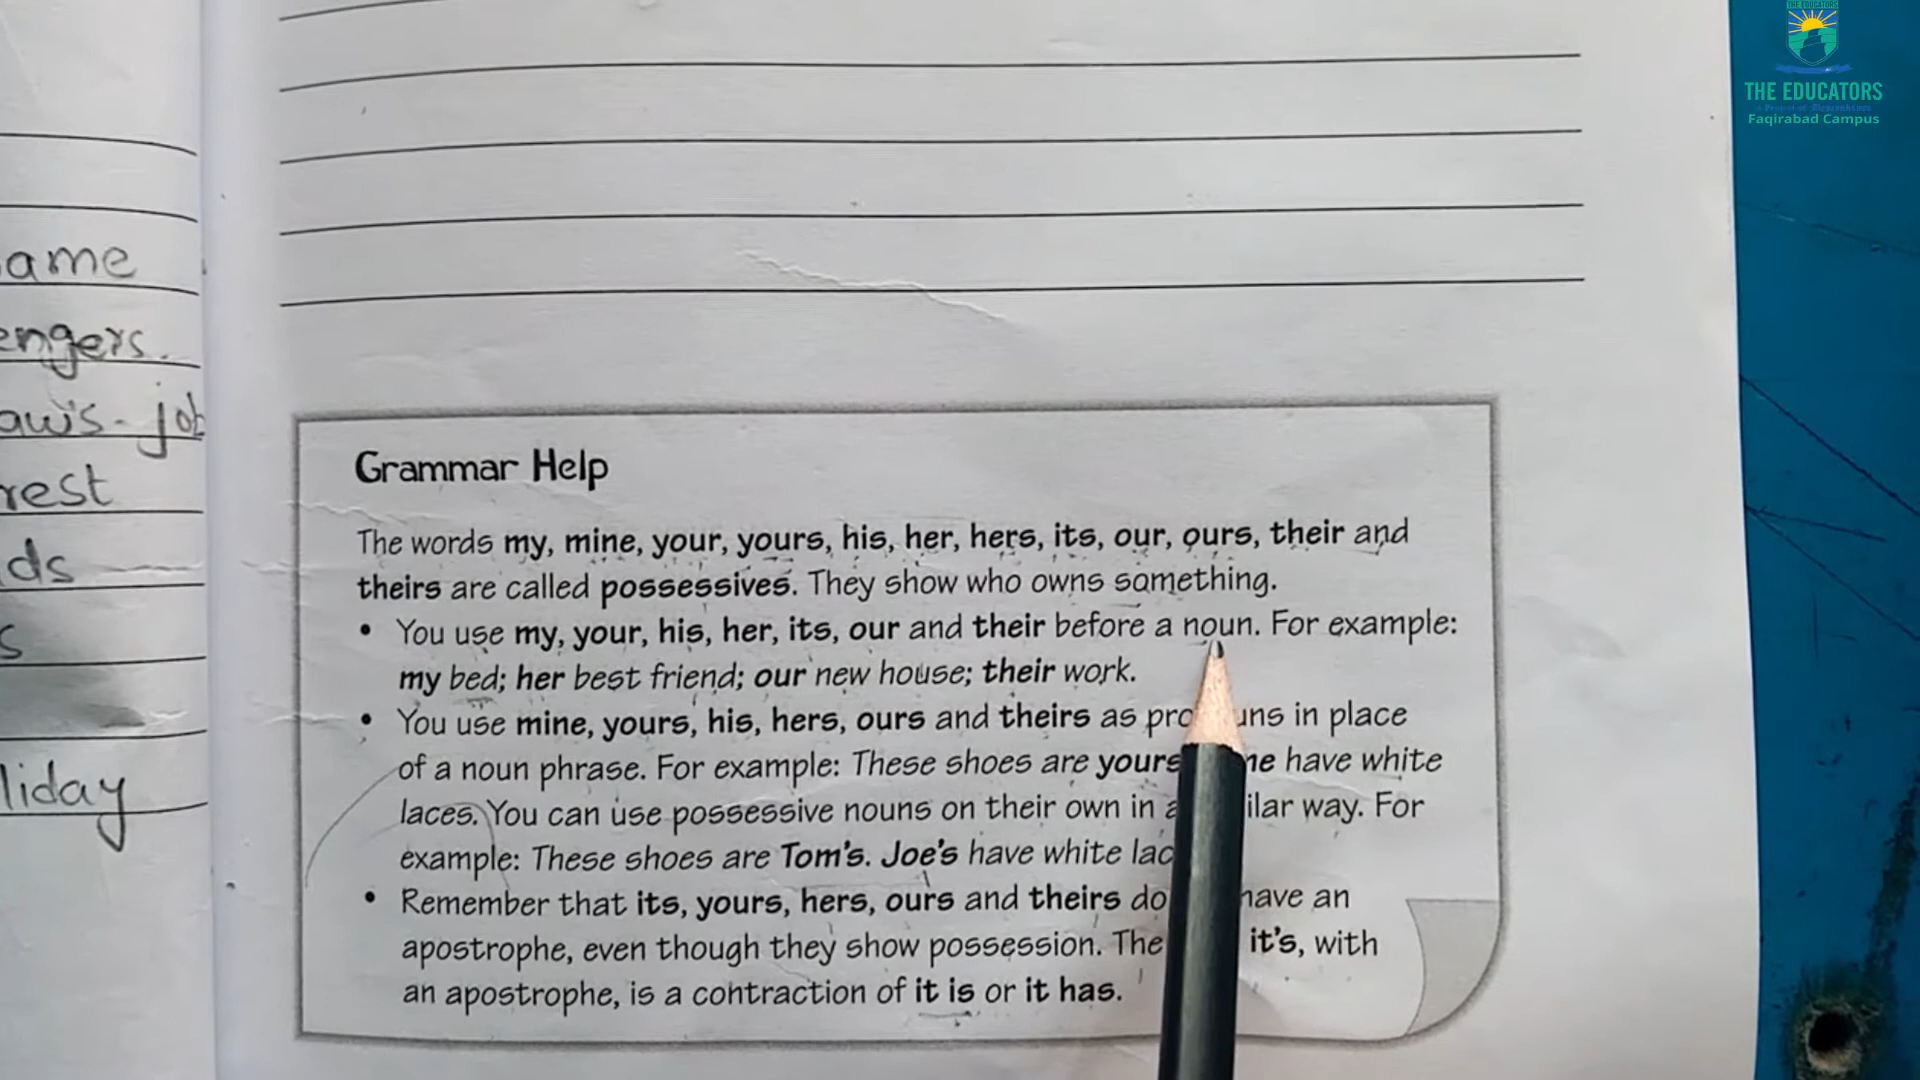 THE EDUCATORS
THE EDUCATORS
Faqirabad Campus
ame
engers.
aw's - job
rest
ds
s
liday
Grammar Help
The words my, mine, your, yours, his, her, hers, its, our, ours, their and
theirs are called possessives. They show who owns something.
• You use my, your, his, her, its, our and their before a noun. For example:
my bed; her best friend; our new house; their work.
• You use mine, yours, his, hers, ours and theirs as pro uns in place
of a noun phrase. For example: These shoes are yours ne have white
laces. You can use possessive nouns on their own in a ilar way. For
example: These shoes are Tom's. Joe's have white lac
• Remember that its, yours, hers, ours and theirs do have an
apostrophe, even though they show possession. The it's, with
an apostrophe, is a contraction of it is or it has.